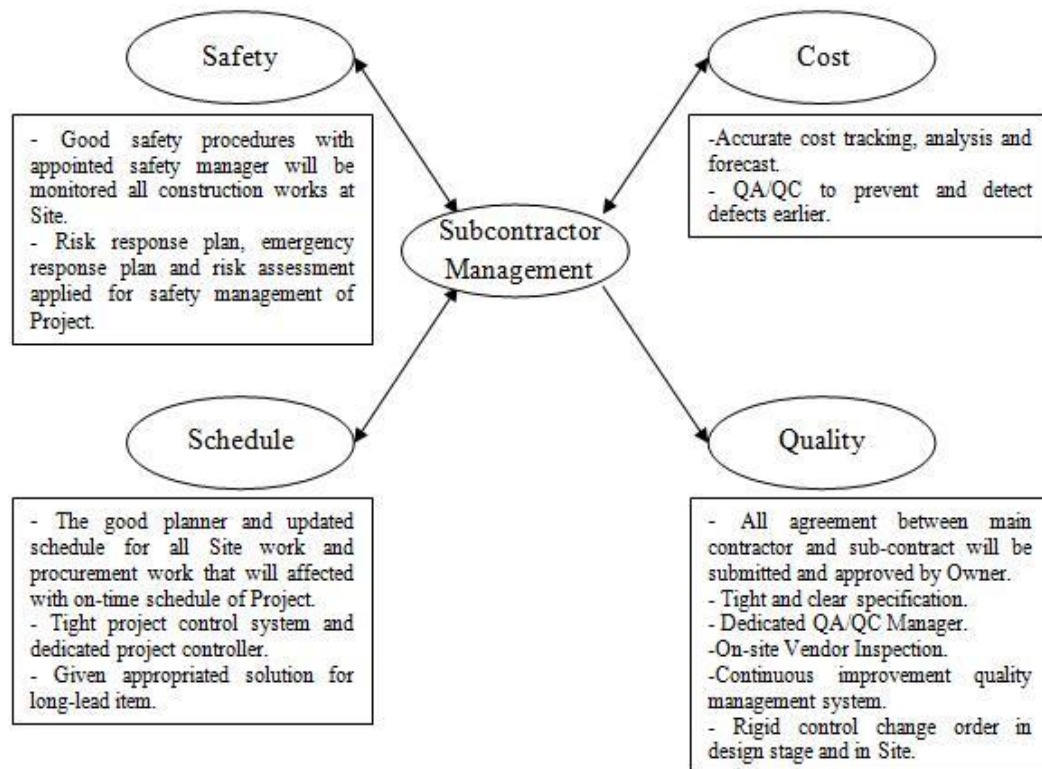 Safety
Cost
- Good safety procedures with
appointed safety manager will be
monitored all construction works at
Site.
- Risk response plan, emergency
response plan and risk assessment
applied for safety management of
Project.
-Accurate cost tracking, analysis and
forecast.
- QA/QC to prevent and detect
defects earlier.
Subcontractor
Management
Schedule
Quality
- The good planner and updated
schedule for all Site work and
procurement work that will affected
with on-time schedule of Project.
- Tight project control system and
dedicated project controller.
- Given appropriated solution for
long-lead item.
- All agreement between main
contractor and sub-contract will be
submitted and approved by Owner.
- Tight and clear specification.
- Dedicated QA/QC Manager.
-On-site Vendor Inspection.
-Continuous improvement quality
management system.
- Rigid control change order in
design stage and in Site.